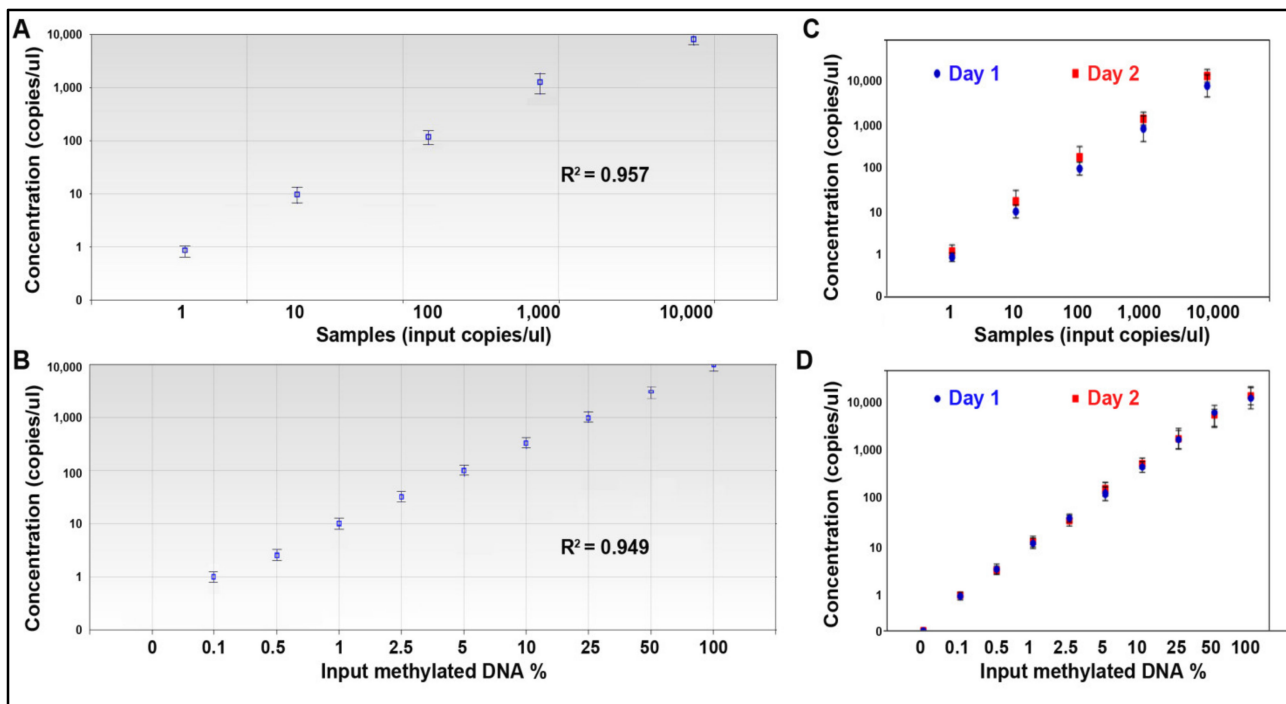 A
Concentration (copies/ul)
10,000
1,000
100
10
1
0
R² = 0.957
1 10 100 1,000 10,000
Samples (input copies/ul)
B
Concentration (copies/ul)
10,000
1,000
100
10
1
0
R² = 0.949
0 0.1 0.5 1 2.5 5 10 25 50 100
Input methylated DNA %
C
Concentration (copies/ul)
Day 1 Day 2
10,000
1,000
100
10
1
0
1 10 100 1,000 10,000
Samples (input copies/ul)
D
Concentration (copies/ul)
Day 1 Day 2
10,000
1,000
100
10
1
0
0 0.1 0.5 1 2.5 5 10 25 50 100
Input methylated DNA %